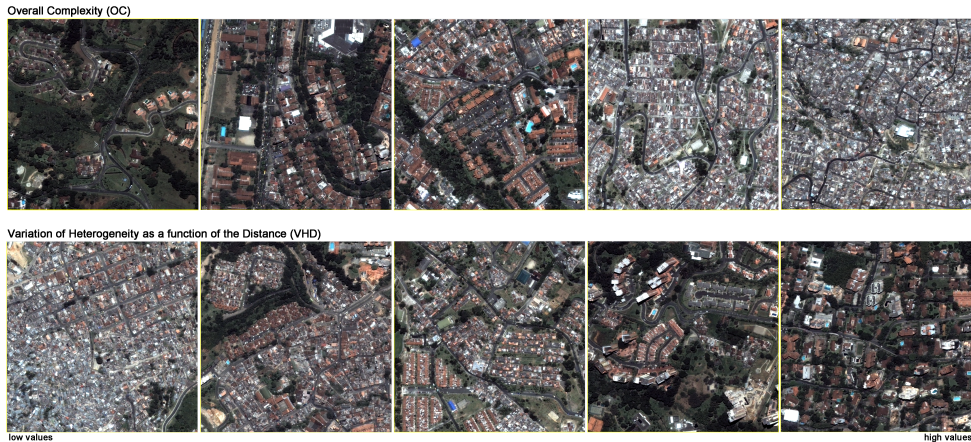 Overall Complexity (OC)
Variation of Heterogeneity as a function of the Distance (VHD)
low values
high values